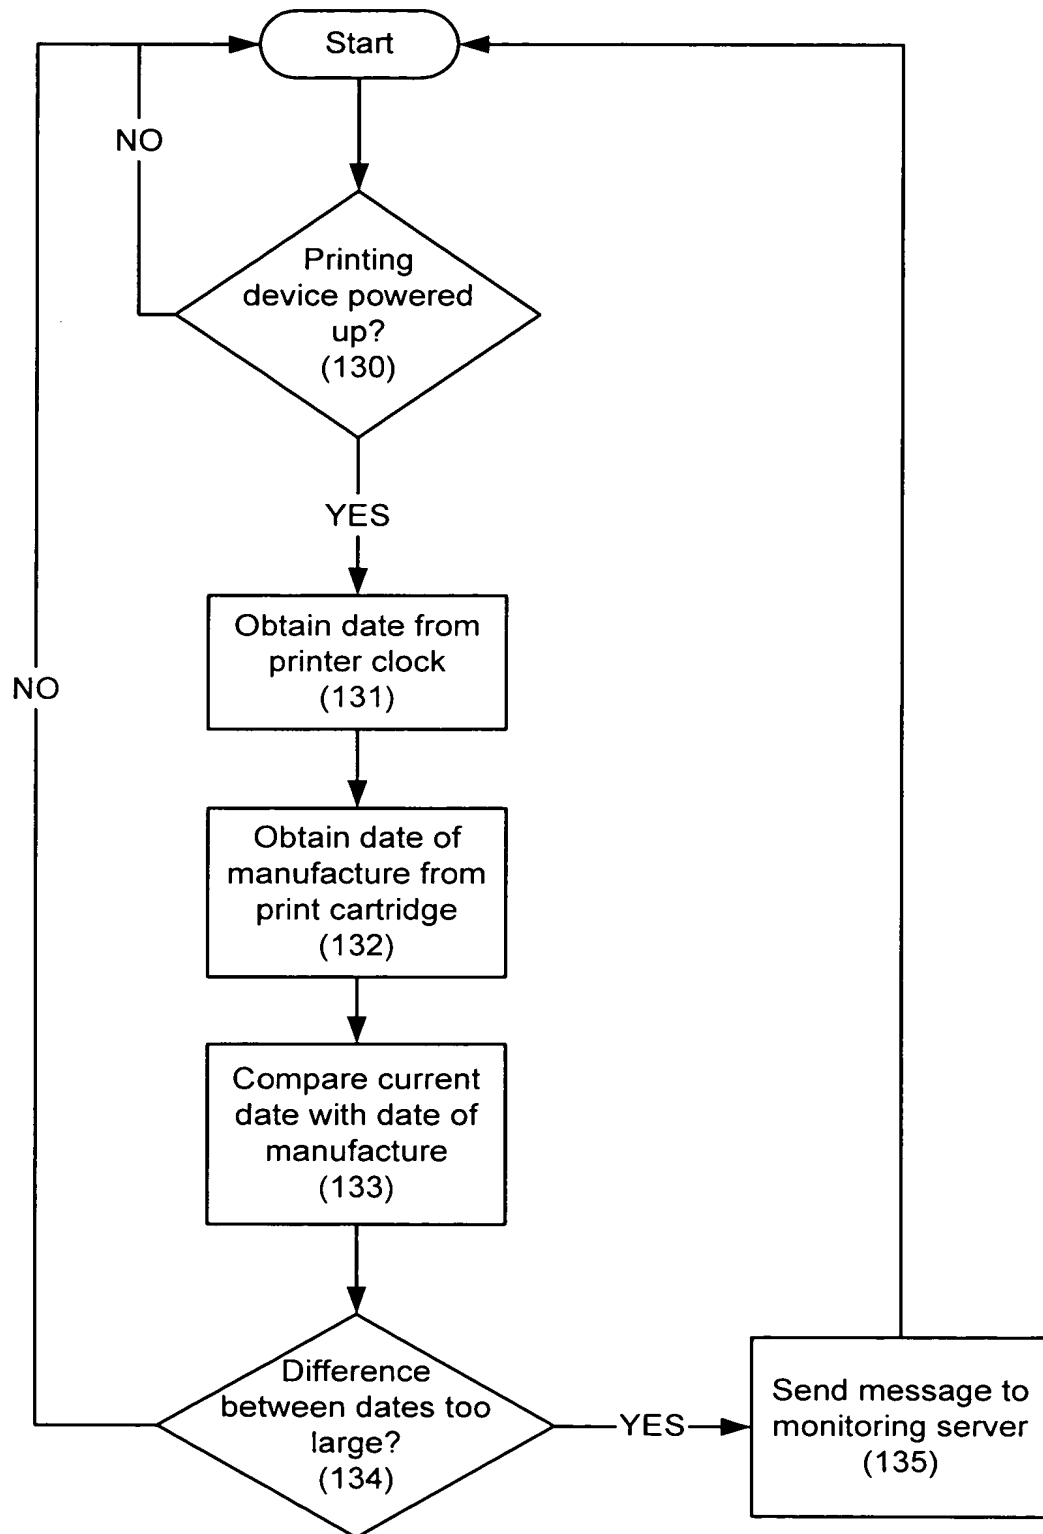 Start
NO
Printing
device powered
up?
(130)
YES
Obtain date from
printer clock
(131)
NO
Obtain date of
manufacture from
print cartridge
(132)
Compare current
date with date of
manufacture
(133)
Difference
between dates too
large?
(134)
YES
Send message to
monitoring server
(135)